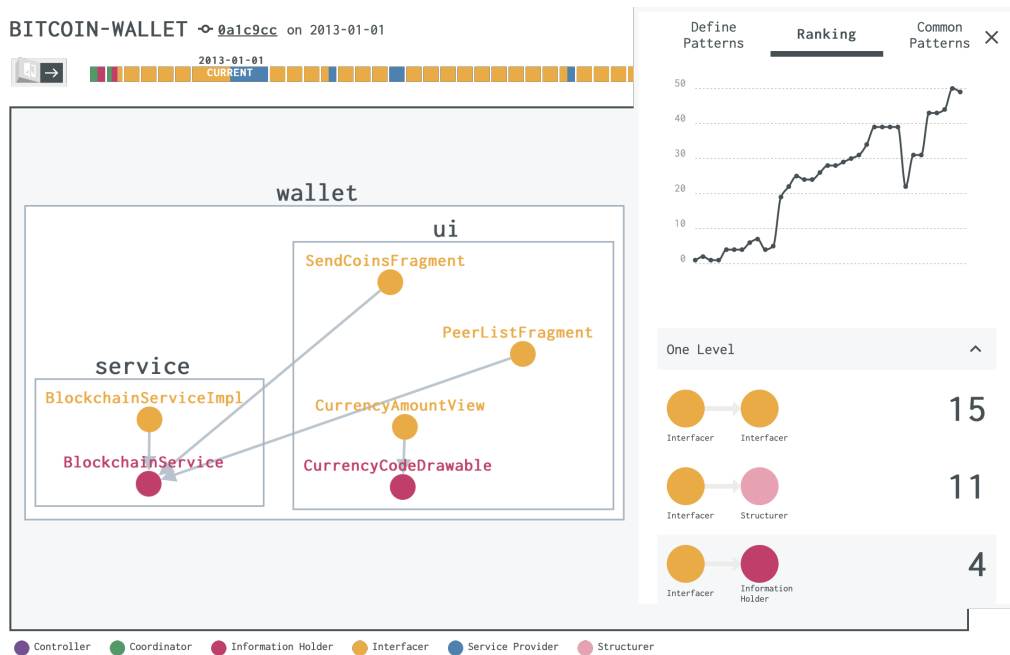 BITCOIN-WALLET 0a1c9cc on 2013-01-01
2013-01-01
CURRENT
wallet
ui
SendCoinsFragment
PeerListFragment
service
BlockchainServiceImpl
CurrencyAmountView
BlockchainService
CurrencyCodeDrawable
Define Patterns
Ranking
Common Patterns
50
40
30
20
10
0
One Level
Interfacer Interfacer
15
Interfacer Structurer
11
Interfacer Information Holder
4
Controller Coordinator Information Holder Interfacer Service Provider Structurer